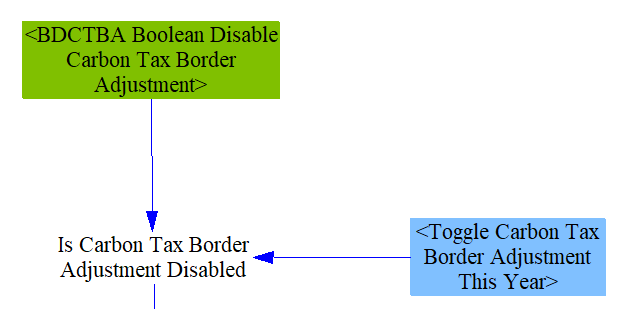 <BDCTBA Boolean Disable
Carbon Tax Border
Adjustment>
Is Carbon Tax Border
Adjustment Disabled
<Toggle Carbon Tax
Border Adjustment
This Year>